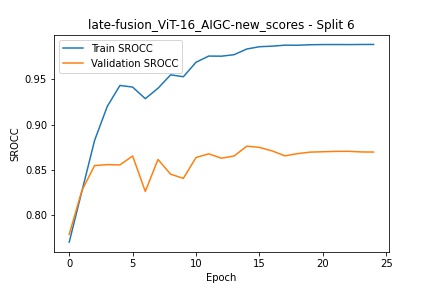 late-fusion_ViT-16_AIGC-new_scores - Split 6
Train SROCC
Validation SROCC
SROCC
0.95
0.90
0.85
0.80
0 5 10 15 20 25
Epoch